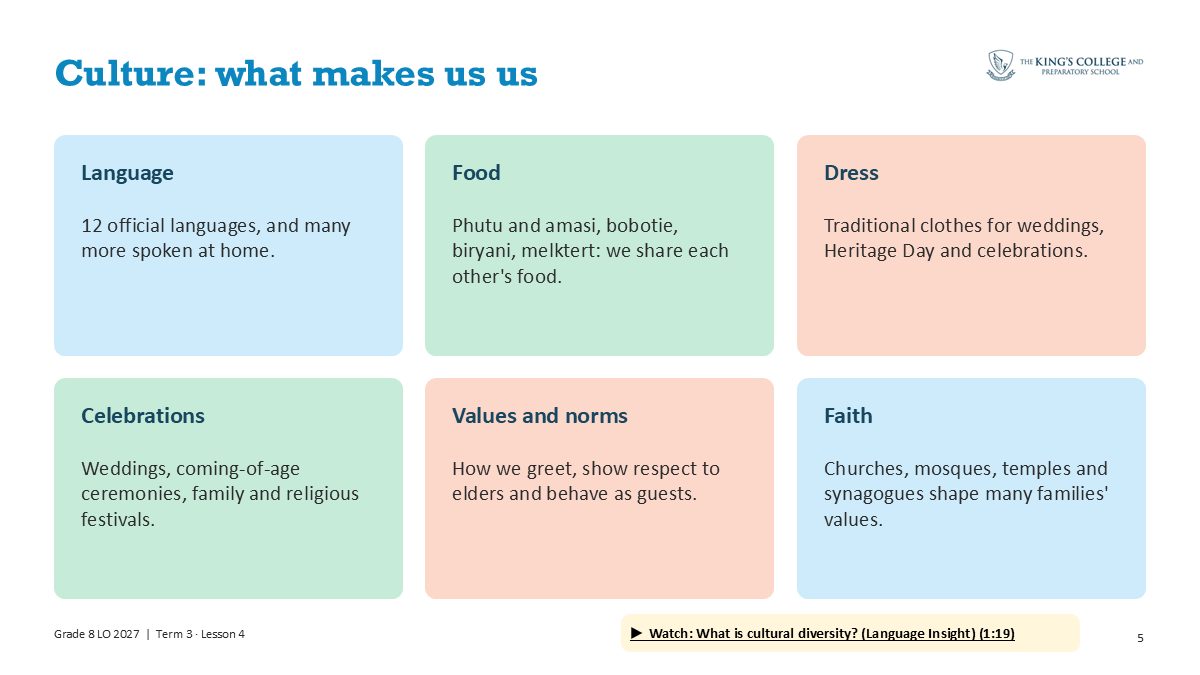 Culture: what makes us us
THE KING'S COLLEGE AND
PREPARATORY SCHOOL
Language
12 official languages, and many
more spoken at home.
Food
Phutu and amasi, bobotie,
biryani, melktert: we share each
other's food.
Dress
Traditional clothes for weddings,
Heritage Day and celebrations.
Celebrations
Weddings, coming-of-age
ceremonies, family and religious
festivals.
Values and norms
How we greet, show respect to
elders and behave as guests.
Faith
Churches, mosques, temples and
synagogues shape many families'
values.
Grade 8 LO 2027 | Term 3 · Lesson 4
▶ Watch: What is cultural diversity? (Language Insight) (1:19)
5